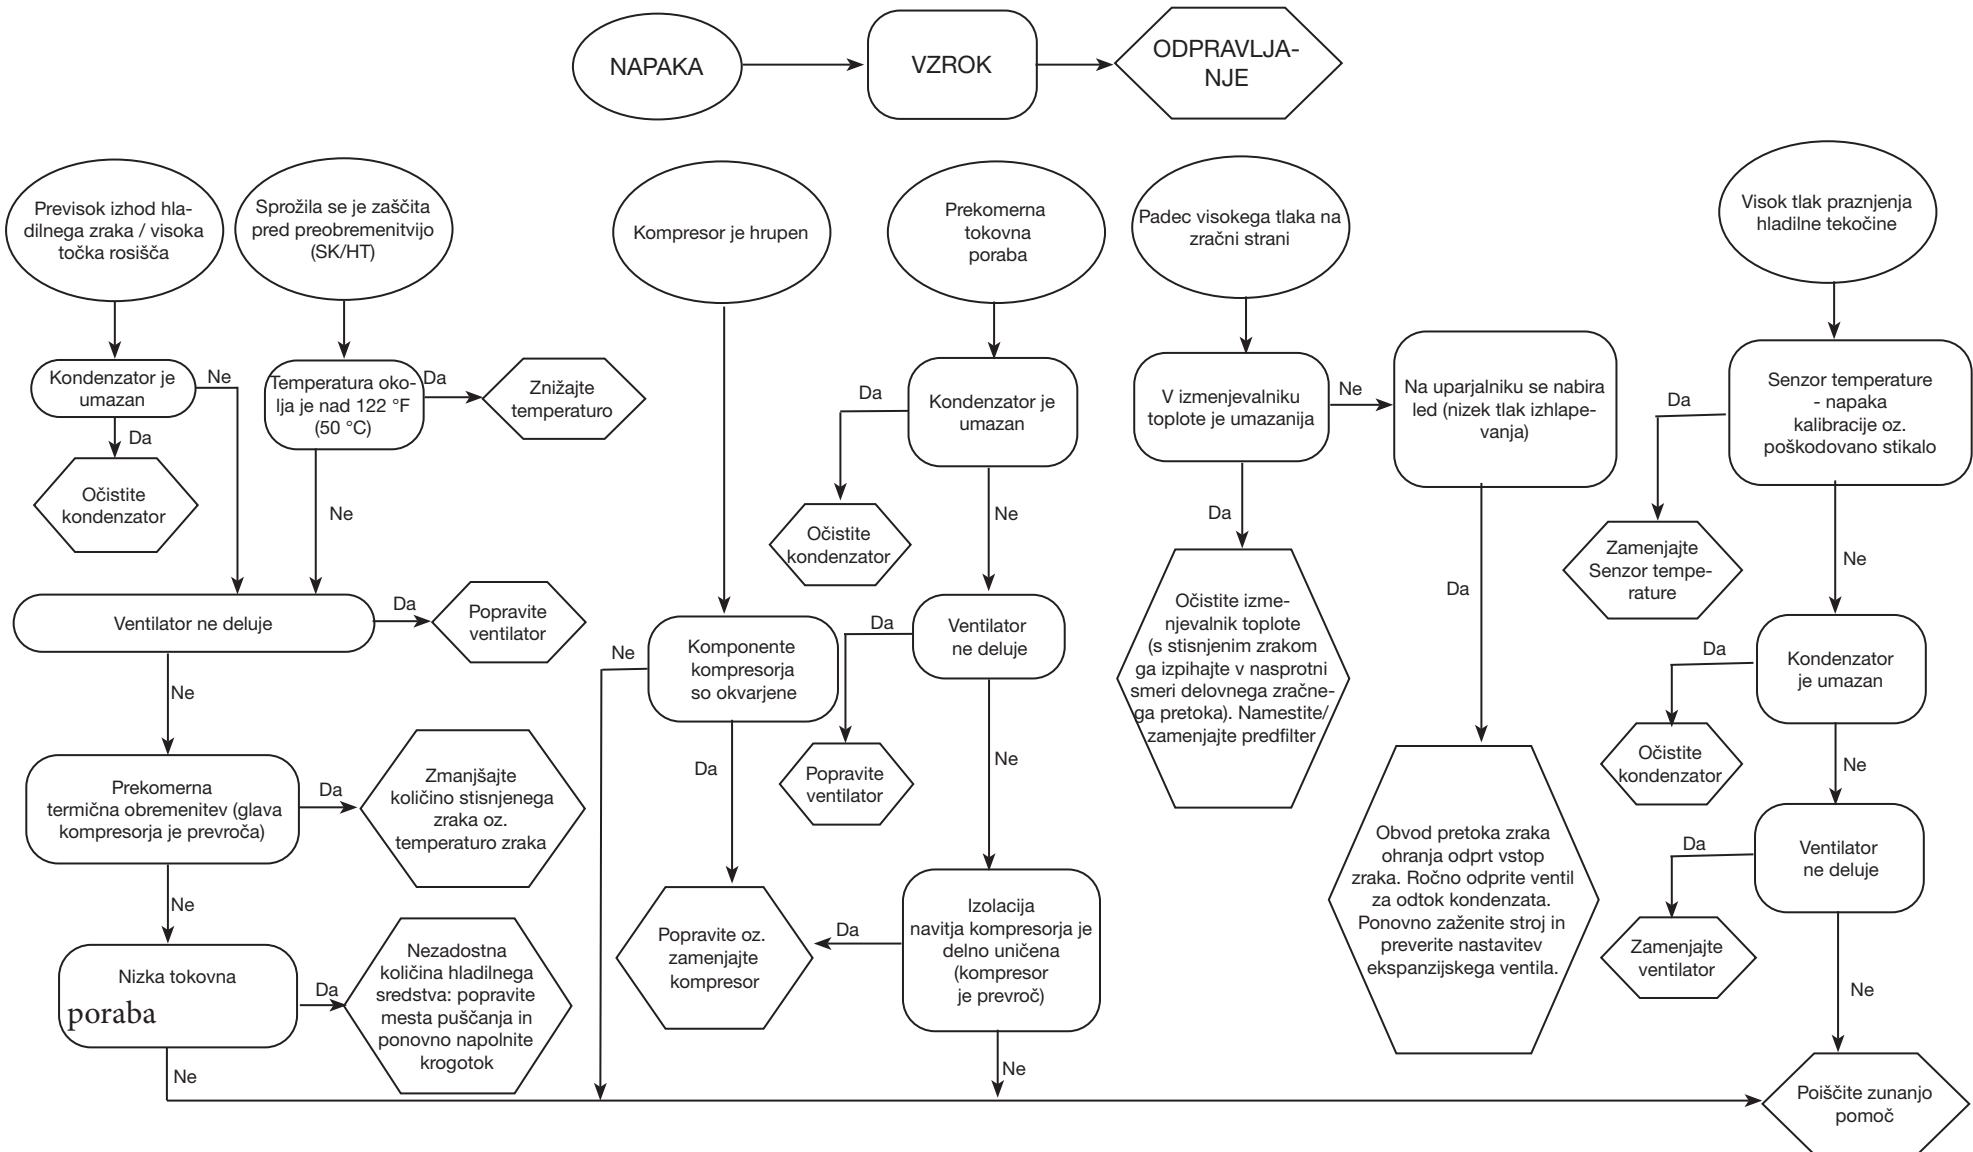 NAPAKA
VZROK
ODPRAVLJA-
NJE
Previsok izhod hla-
dilnega zraka / visoka
točka rosišča
Kondenzator je
umazan
Ne
Da
Očistite
kondenzator
Sprožila se je zaščita
pred preobremenitvijo
(SK/HT)
Temperatura oko-
lja je nad 122 °F
(50 °C)
Da
Znižajte
temperaturo
Ne
Ventilator ne deluje
Da
Popravite
ventilator
Ne
Prekomerna
termična obremenitev (glava
kompresorja je prevroča)
Da
Zmanjšajte
količino stisnjenega
zraka oz.
temperaturo zraka
Ne
Nizka tokovna
poraba
Da
Nezadostna
količina hladilnega
sredstva: popravite
mesta puščanja in
ponovno napolnite
krogotok
Ne
Kompresor je hrupen
Komponente
kompresorja
so okvarjene
Ne
Da
Popravite oz.
zamenjajte
kompresor
Prekomerna
tokovna
poraba
Kondenzator je
umazan
Da
Očistite
kondenzator
Ne
Ventilator
ne deluje
Da
Popravite
ventilator
Ne
Izolacija
navitja kompresorja je
delno uničena
(kompresor
je prevroč)
Da
Ne
Padec visokega tlaka na
zračni strani
V izmenjevalniku
toplote je umazanija
Ne
Da
Očistite izme-
njevalnik toplote
(s stisnjenim zrakom
ga izpihajte v nasprotni
smeri delovnega zračne-
ga pretoka). Namestite/
zamenjajte predfilter
Na uparjalniku se nabira
led (nizek tlak izhlape-
vanja)
Da
Obvod pretoka zraka
ohranja odprt vstop
zraka. Ročno odprite ventil
za odtok kondenzata.
Ponovno zaženite stroj in
preverite nastavitev
ekspanzijskega ventila.
Visok tlak praznjenja
hladilne tekočine
Senzor temperature
- napaka
kalibracije oz.
poškodovano stikalo
Da
Zamenjajte
Senzor tempe-
rature
Ne
Kondenzator
je umazan
Da
Očistite
kondenzator
Ne
Ventilator
ne deluje
Da
Zamenjajte
ventilator
Ne
Poiščite zunanjo
pomoč